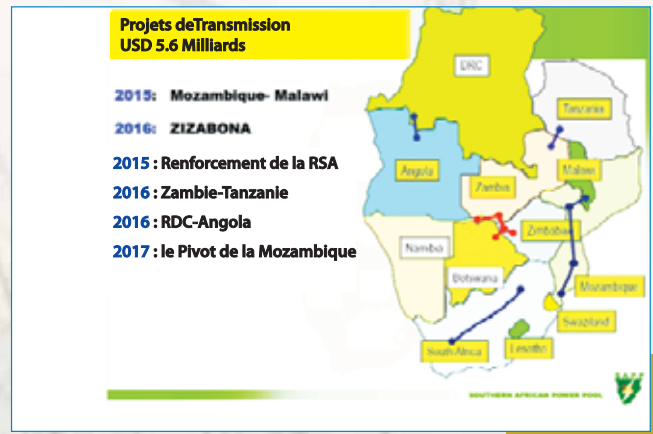 Projets deTransmission
USD 5.6 Milliards
2015: Mozambique- Malawi
2016: ZIZABONA
2015 : Renforcement de la RSA
2016 : Zambie-Tanzanie
2016 : RDC-Angola
2017 : le Pivot de la Mozambique
DRC
Tanzania
Angola
Malawi
Zambia
Zimbabwe
Namibia
Botswana
Mozambique
Swaziland
South Africa
Lesotho
SOUTHERN AFRICAN POWER POOL
SAPP